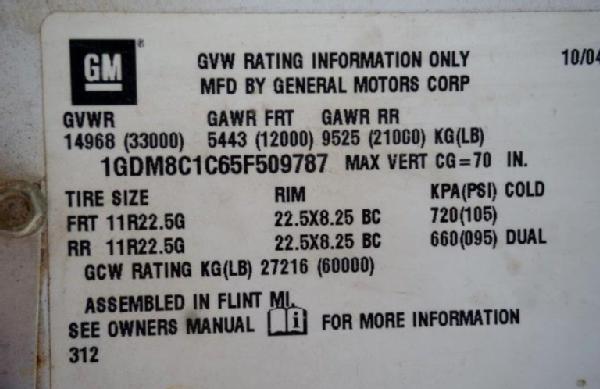 GM®
GVW RATING INFORMATION ONLY 10/04
MFD BY GENERAL MOTORS CORP
GVWR GAWR FRT GAWR RR
14968 (33000) 5443 (12000) 9525 (21000) KG(LB)
1GDM8C1C65F509787 MAX VERT CG=70 IN.
TIRE SIZE RIM KPA(PSI) COLD
FRT 11R22.5G 22.5X8.25 BC 720(105)
RR 11R22.5G 22.5X8.25 BC 660(095) DUAL
GCW RATING KG(LB) 27216 (60000)
ASSEMBLED IN FLINT MI.
SEE OWNERS MANUAL i FOR MORE INFORMATION
312